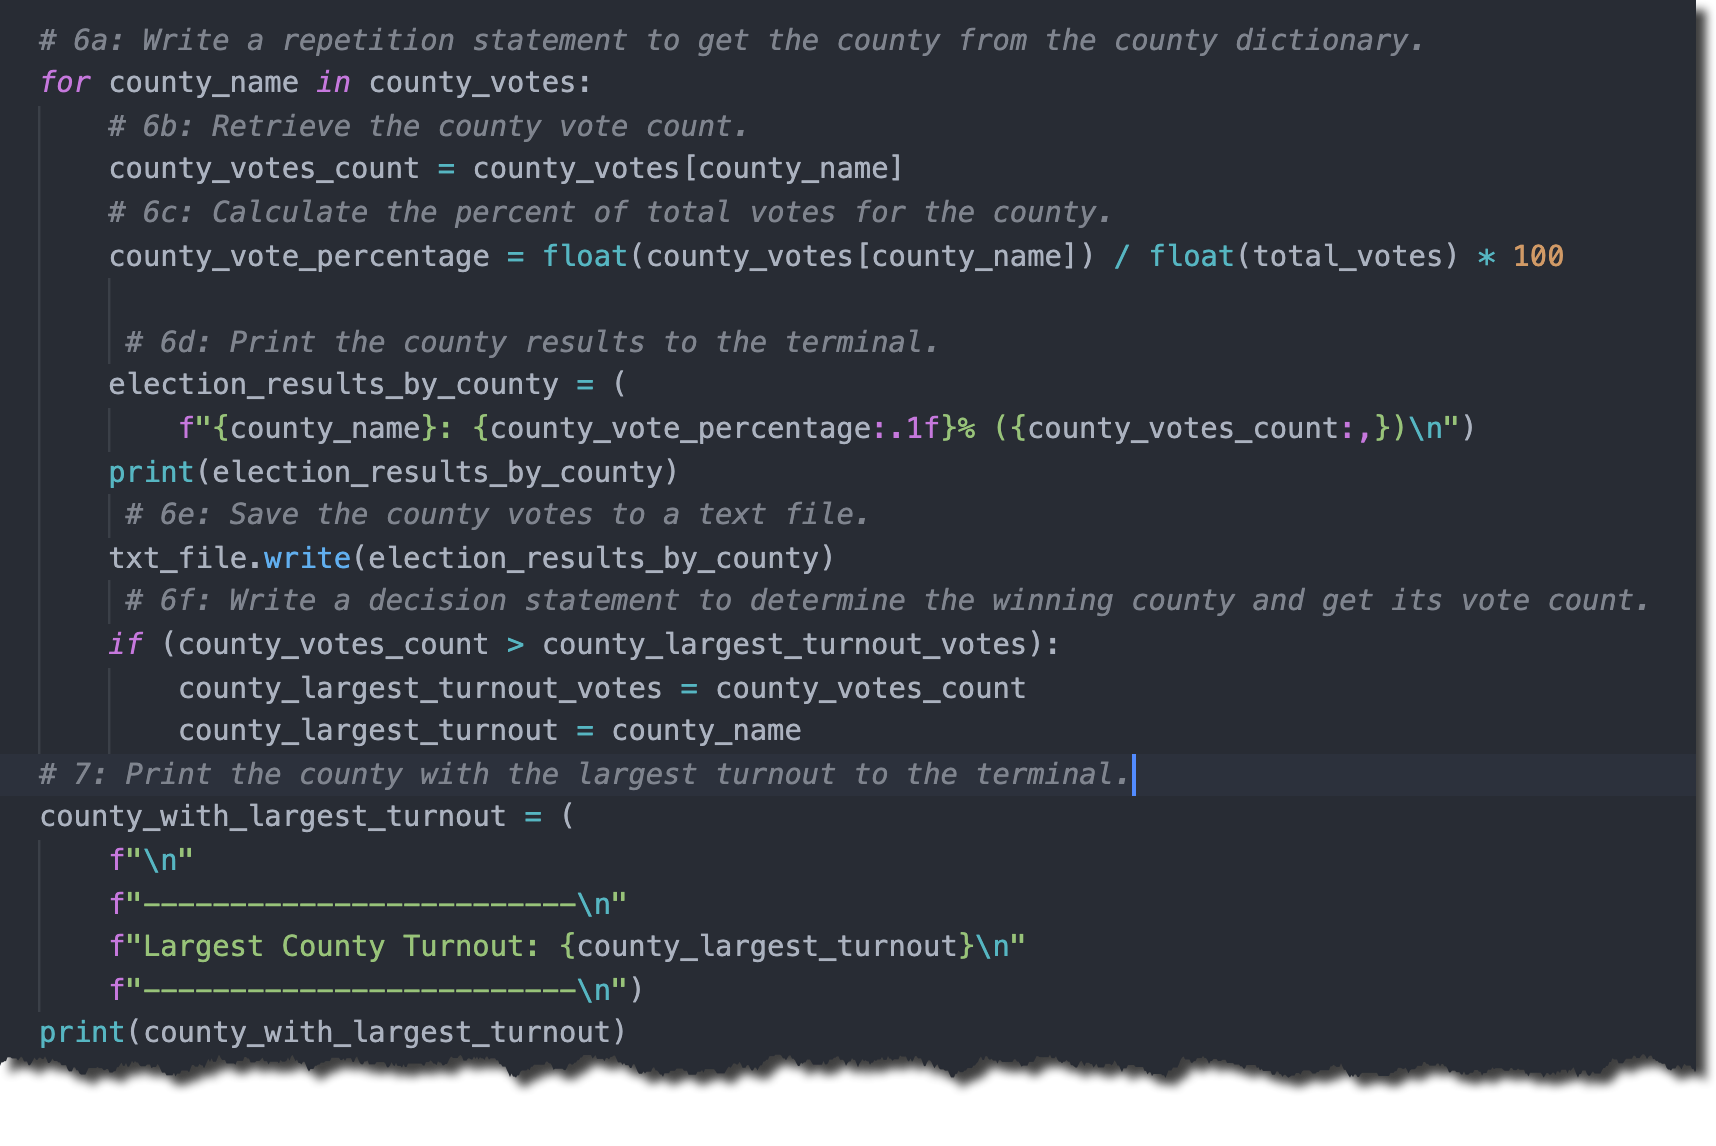 # 6a: Write a repetition statement to get the county from the county dictionary.
for county_name in county_votes:
    # 6b: Retrieve the county vote count.
    county_votes_count = county_votes[county_name]
    # 6c: Calculate the percent of total votes for the county.
    county_vote_percentage = float(county_votes[county_name]) / float(total_votes) * 100

     # 6d: Print the county results to the terminal.
    election_results_by_county = (
        f"{county_name}: {county_vote_percentage:.1f}% ({county_votes_count:,})\n")
    print(election_results_by_county)
     # 6e: Save the county votes to a text file.
    txt_file.write(election_results_by_county)
     # 6f: Write a decision statement to determine the winning county and get its vote count.
    if (county_votes_count > county_largest_turnout_votes):
        county_largest_turnout_votes = county_votes_count
        county_largest_turnout = county_name
# 7: Print the county with the largest turnout to the terminal.
county_with_largest_turnout = (
    f"\n"
    f"-------------------------\n"
    f"Largest County Turnout: {county_largest_turnout}\n"
    f"-------------------------\n")
print(county_with_largest_turnout)